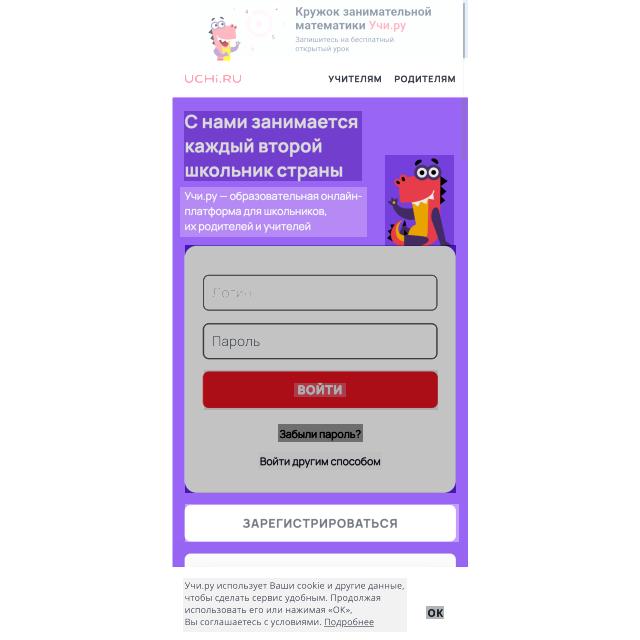 Кружок занимательной
математики Учи.ру
Запишитесь на бесплатный
открытый урок
UCHi.RU
УЧИТЕЛЯМ РОДИТЕЛЯМ
С нами занимается
каждый второй
школьник страны
Учи.ру — образовательная онлайн-
платформа для школьников,
их родителей и учителей
Логин
Пароль
ВОЙТИ
Забыли пароль?
Войти другим способом
ЗАРЕГИСТРИРОВАТЬСЯ
Учи.ру использует Ваши cookie и другие данные,
чтобы сделать сервис удобным. Продолжая
использовать его или нажимая «ОК»,
Вы соглашаетесь с условиями. Подробнее
ОК